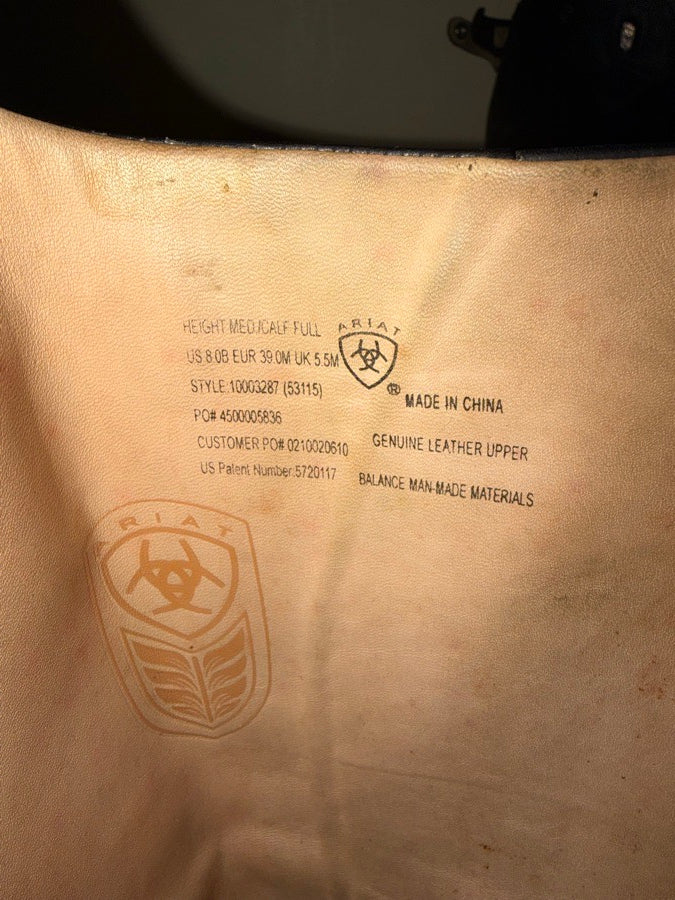 HEIGHT MED./CALF FULL
US 8.0B EUR 39.0M UK 5.5M
STYLE:10003287 (53115)
PO# 4500005836
CUSTOMER PO# 0210020610
US Patent Number:5720117
ARIAT
®
MADE IN CHINA
GENUINE LEATHER UPPER
BALANCE MAN-MADE MATERIALS
ARIAT